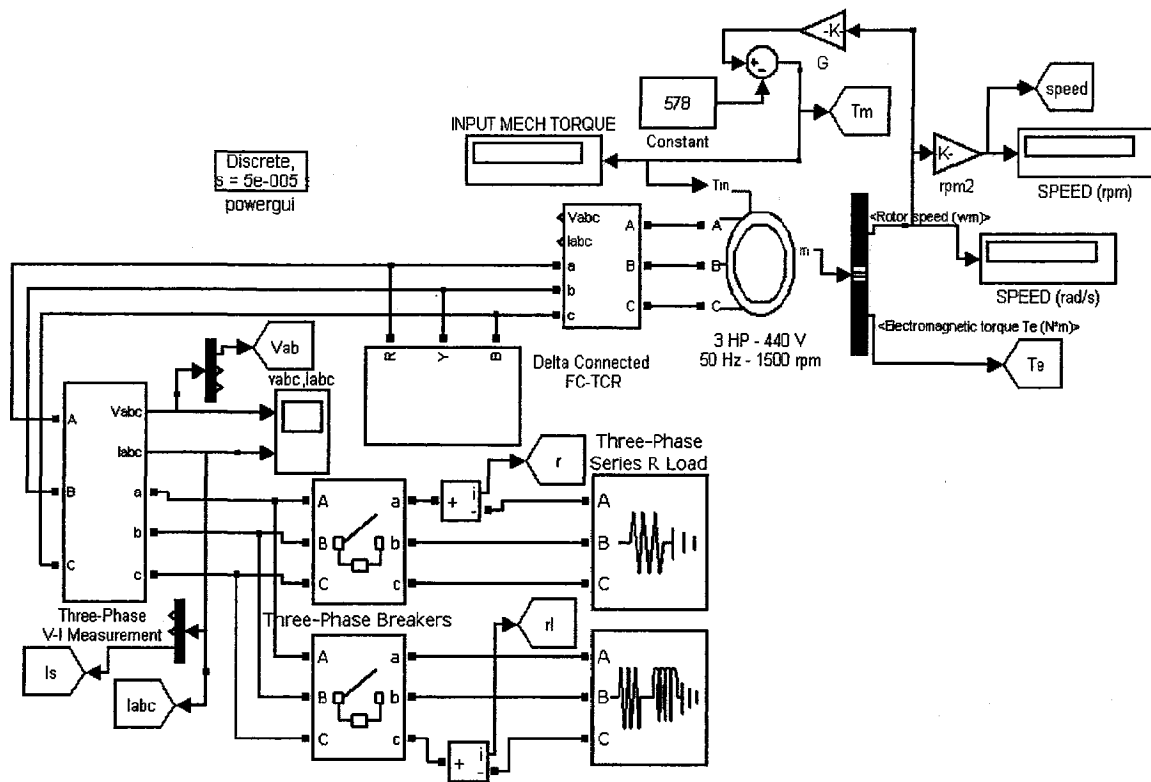 -K-
G
+
-
578
Constant
Tm
speed
K-
rpm2
SPEED (rpm)
INPUT MECH TORQUE
Discrete,
s = 5e-005 s
powergui
Tm
Vabc
Iabc
a
b
c
A
B
C
A
B
C
m
<Rotor speed (wm)>
SPEED (rad/s)
<Electromagnetic torque Te (N*m)>
Te
3 HP - 440 V
50 Hz - 1500 rpm
R
Y
B
Delta Connected
FC-TCR
Vab
vabc,iabc
A
B
C
Vabc
Iabc
a
b
c
Three-Phase
V-I Measurement
Is
Iabc
A
B
C
a
b
c
+
i
-
r
Three-Phase
Series R Load
A
B
C
Three-Phase Breakers
A
B
C
a
b
c
+
i
-
rl
A
B
C